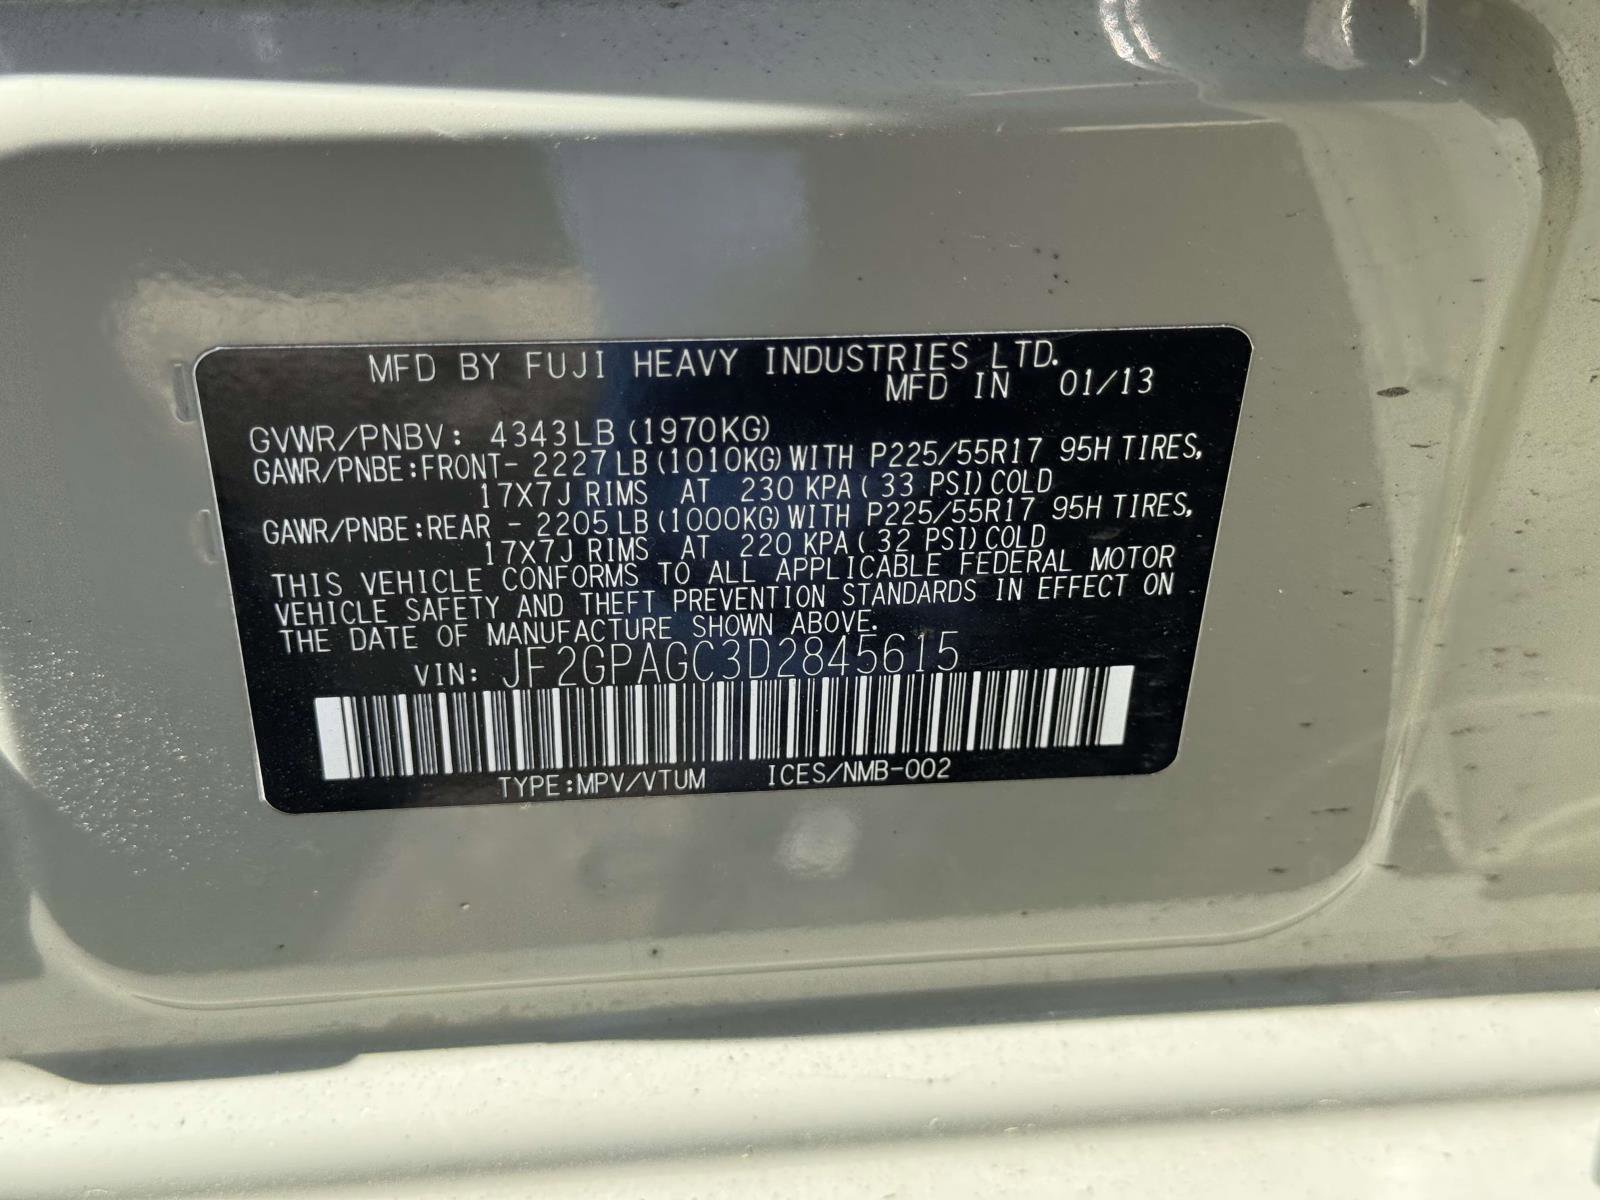 MFD BY FUJI HEAVY INDUSTRIES LTD.
MFD IN 01/13
GVWR/PNBV: 4343LB(1970KG)
GAWR/PNBE:FRONT- 2227LB(1010KG)WITH P225/55R17 95H TIRES,
17X7J RIMS AT 230 KPA( 33 PSI)COLD
GAWR/PNBE:REAR - 2205LB(1000KG)WITH P225/55R17 95H TIRES,
17X7J RIMS AT 220 KPA( 32 PSI)COLD
THIS VEHICLE CONFORMS TO ALL APPLICABLE FEDERAL MOTOR
VEHICLE SAFETY AND THEFT PREVENTION STANDARDS IN EFFECT ON
THE DATE OF MANUFACTURE SHOWN ABOVE.
VIN: JF2GPAGC3D2845615
TYPE:MPV/VTUM ICES/NMB-002